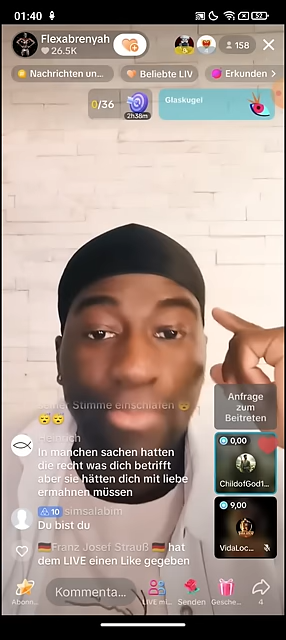 01:40
52
Flexabrenyah
26.5K
158
Nachrichten un...
Beliebte LIV
Erkunden
0/36
2h38m
Glaskugel
Stimme einschlafen
Anfrage
zum
Beitreten
In manchen sachen hatten
die recht was dich betrifft
aber sie hätten dich mit liebe
ermahnen müssen
10 simsalabim
Du bist du
Franz Josef Strauß hat
dem LIVE einen Like gegeben
0,00
ChildofGod1...
9,00
VidaLoc...
Abonn...
Kommenta...
LIVE mi...
Senden
Gesche...
4